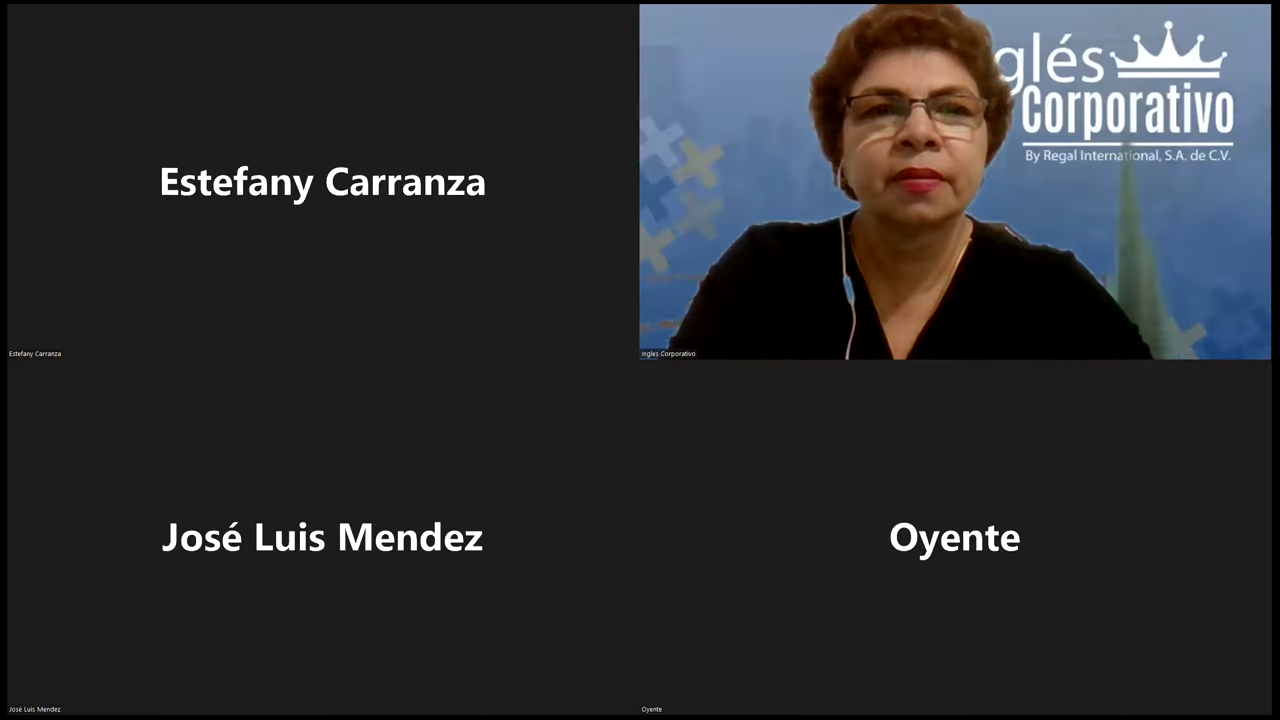 Estefany Carranza
Estefany Carranza
glés
Corporativo
By Regal International, S.A. de C.V.
Ingles Corporativo
José Luis Mendez
José Luis Mendez
Oyente
Oyente